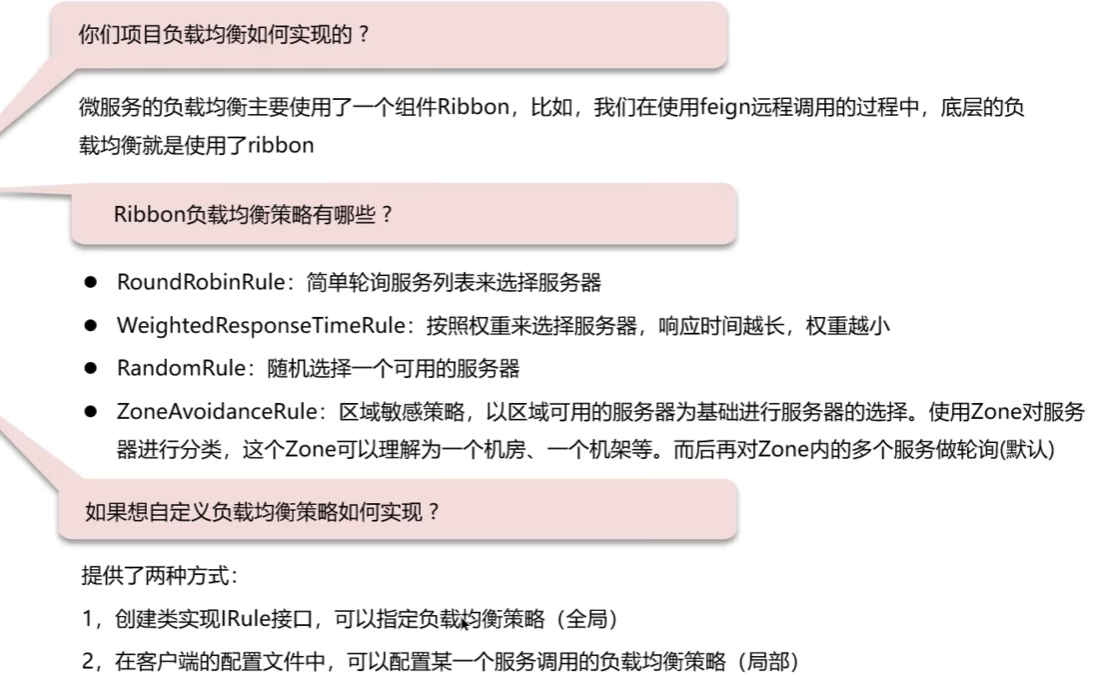 你们项目负载均衡如何实现的？
微服务的负载均衡主要使用了一个组件Ribbon，比如，我们在使用feign远程调用的过程中，底层的负
载均衡就是使用了ribbon
Ribbon负载均衡策略有哪些？
● RoundRobinRule：简单轮询服务列表来选择服务器
● WeightedResponseTimeRule：按照权重来选择服务器，响应时间越长，权重越小
● RandomRule：随机选择一个可用的服务器
● ZoneAvoidanceRule：区域敏感策略，以区域可用的服务器为基础进行服务器的选择。使用Zone对服务
器进行分类，这个Zone可以理解为一个机房、一个机架等。而后再对Zone内的多个服务做轮询(默认)
如果想自定义负载均衡策略如何实现？
提供了两种方式：
1，创建类实现IRule接口，可以指定负载均衡策略（全局）
2，在客户端的配置文件中，可以配置某一个服务调用的负载均衡策略（局部）